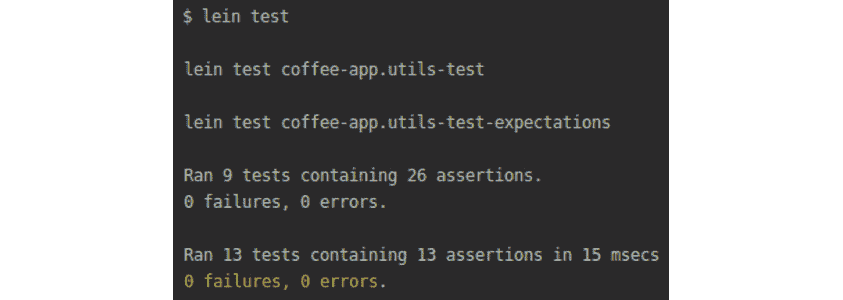 $ lein test
lein test coffee-app.utils-test
lein test coffee-app.utils-test-expectations
Ran 9 tests containing 26 assertions.
0 failures, 0 errors.
Ran 13 tests containing 13 assertions in 15 msecs
0 failures, 0 errors.